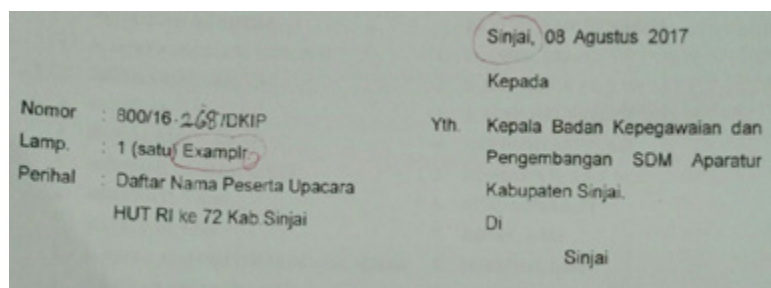 Sinjai, 08 Agustus 2017
Kepada
Nomor : 800/16.268/DKIP
Lamp. : 1 (satu) Examplr.
Perihal : Daftar Nama Peserta Upacara
HUT RI ke 72 Kab.Sinjai
Yth. Kepala Badan Kepegawaian dan
Pengembangan SDM Aparatur
Kabupaten Sinjai.
Di
Sinjai